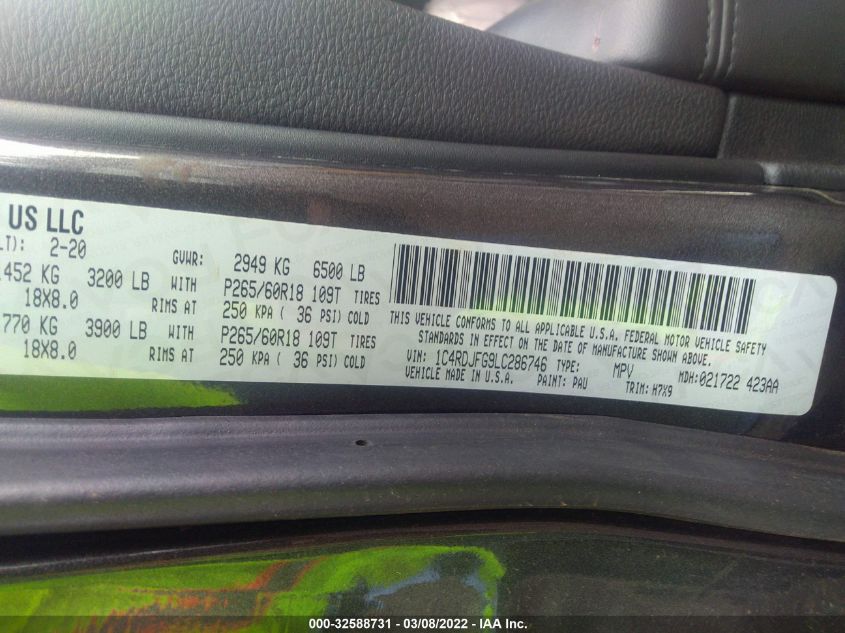 US LLC
LT): 2-20 GVWR: 2949 KG 6500 LB
1452 KG 3200 LB WITH P265/60R18 109T TIRES
18X8.0 RIMS AT 250 KPA ( 36 PSI) COLD
770 KG 3900 LB WITH P265/60R18 109T TIRES
18X8.0 RIMS AT 250 KPA ( 36 PSI) COLD
THIS VEHICLE CONFORMS TO ALL APPLICABLE U.S.A. FEDERAL MOTOR VEHICLE SAFETY
STANDARDS IN EFFECT ON THE DATE OF MANUFACTURE SHOWN ABOVE.
VIN: 1C4RDJFG9LC286746 TYPE: MPV MDH:021722 423AA
VEHICLE MADE IN U.S.A. PAINT: PAU TRIM: H7X9
000-32588731 - 03/08/2022 - IAA Inc.